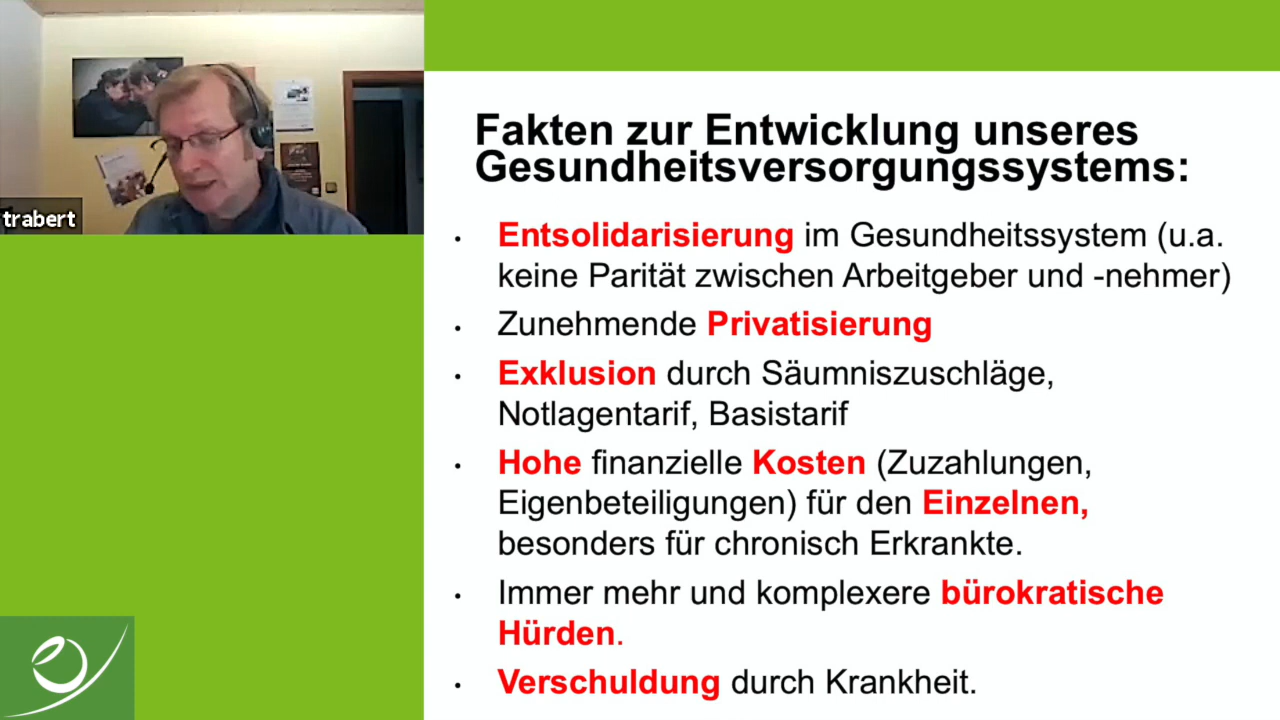 trabert
Fakten zur Entwicklung unseres
Gesundheitsversorgungssystems:
• Entsolidarisierung im Gesundheitssystem (u.a.
keine Parität zwischen Arbeitgeber und -nehmer)
• Zunehmende Privatisierung
• Exklusion durch Säumniszuschläge,
Notlagentarif, Basistarif
• Hohe finanzielle Kosten (Zuzahlungen,
Eigenbeteiligungen) für den Einzelnen,
besonders für chronisch Erkrankte.
• Immer mehr und komplexere bürokratische
Hürden.
• Verschuldung durch Krankheit.